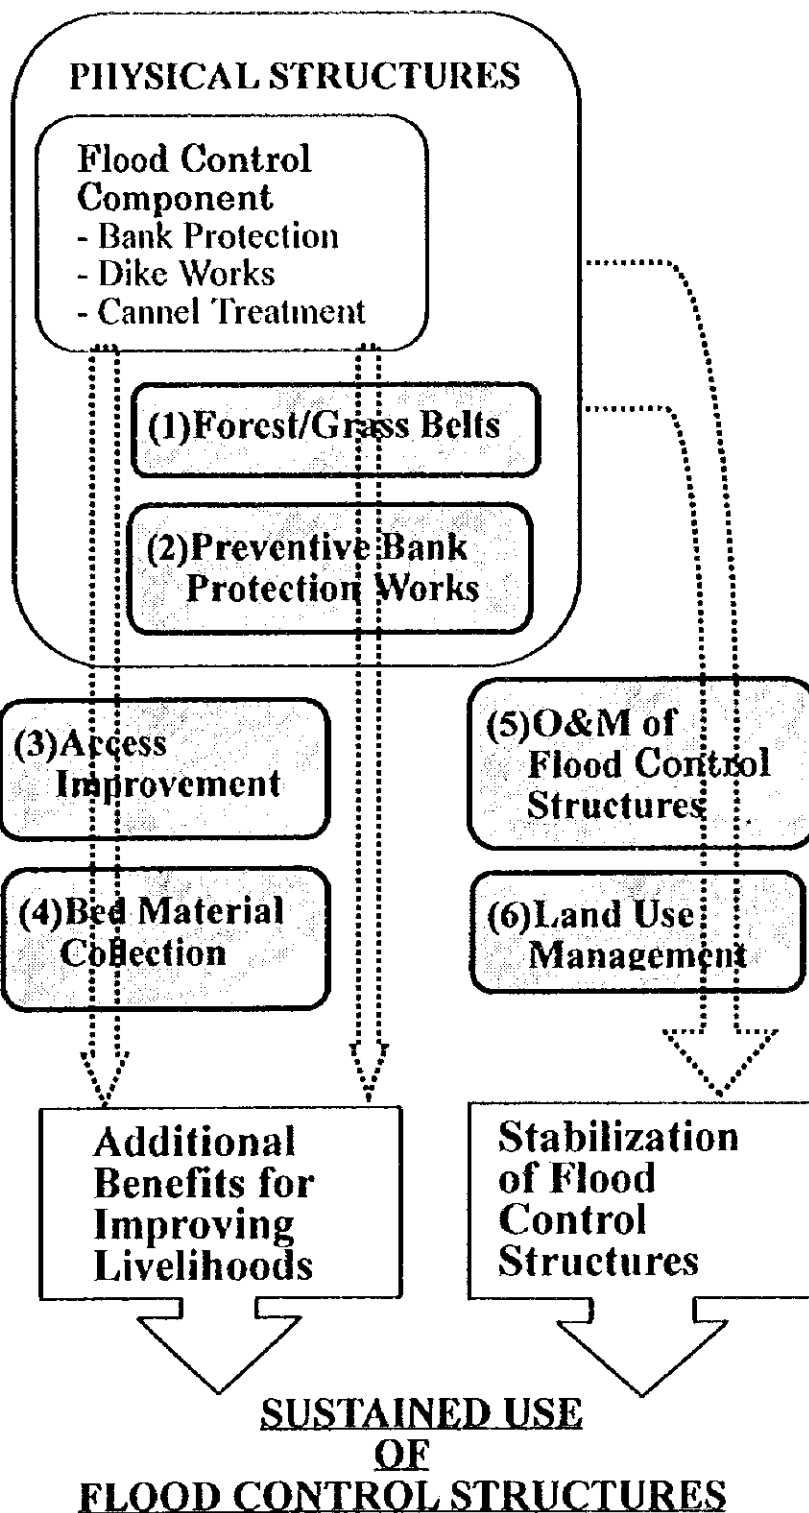 PHYSICAL STRUCTURES
Flood Control
Component
- Bank Protection
- Dike Works
- Cannel Treatment
(1)Forest/Grass Belts
(2)Preventive Bank
Protection Works
(3)Access
Improvement
(4)Bed Material
Collection
(5)O&M of
Flood Control
Structures
(6)Land Use
Management
Additional
Benefits for
Improving
Livelihoods
Stabilization
of Flood
Control
Structures
SUSTAINED USE
OF
FLOOD CONTROL STRUCTURES